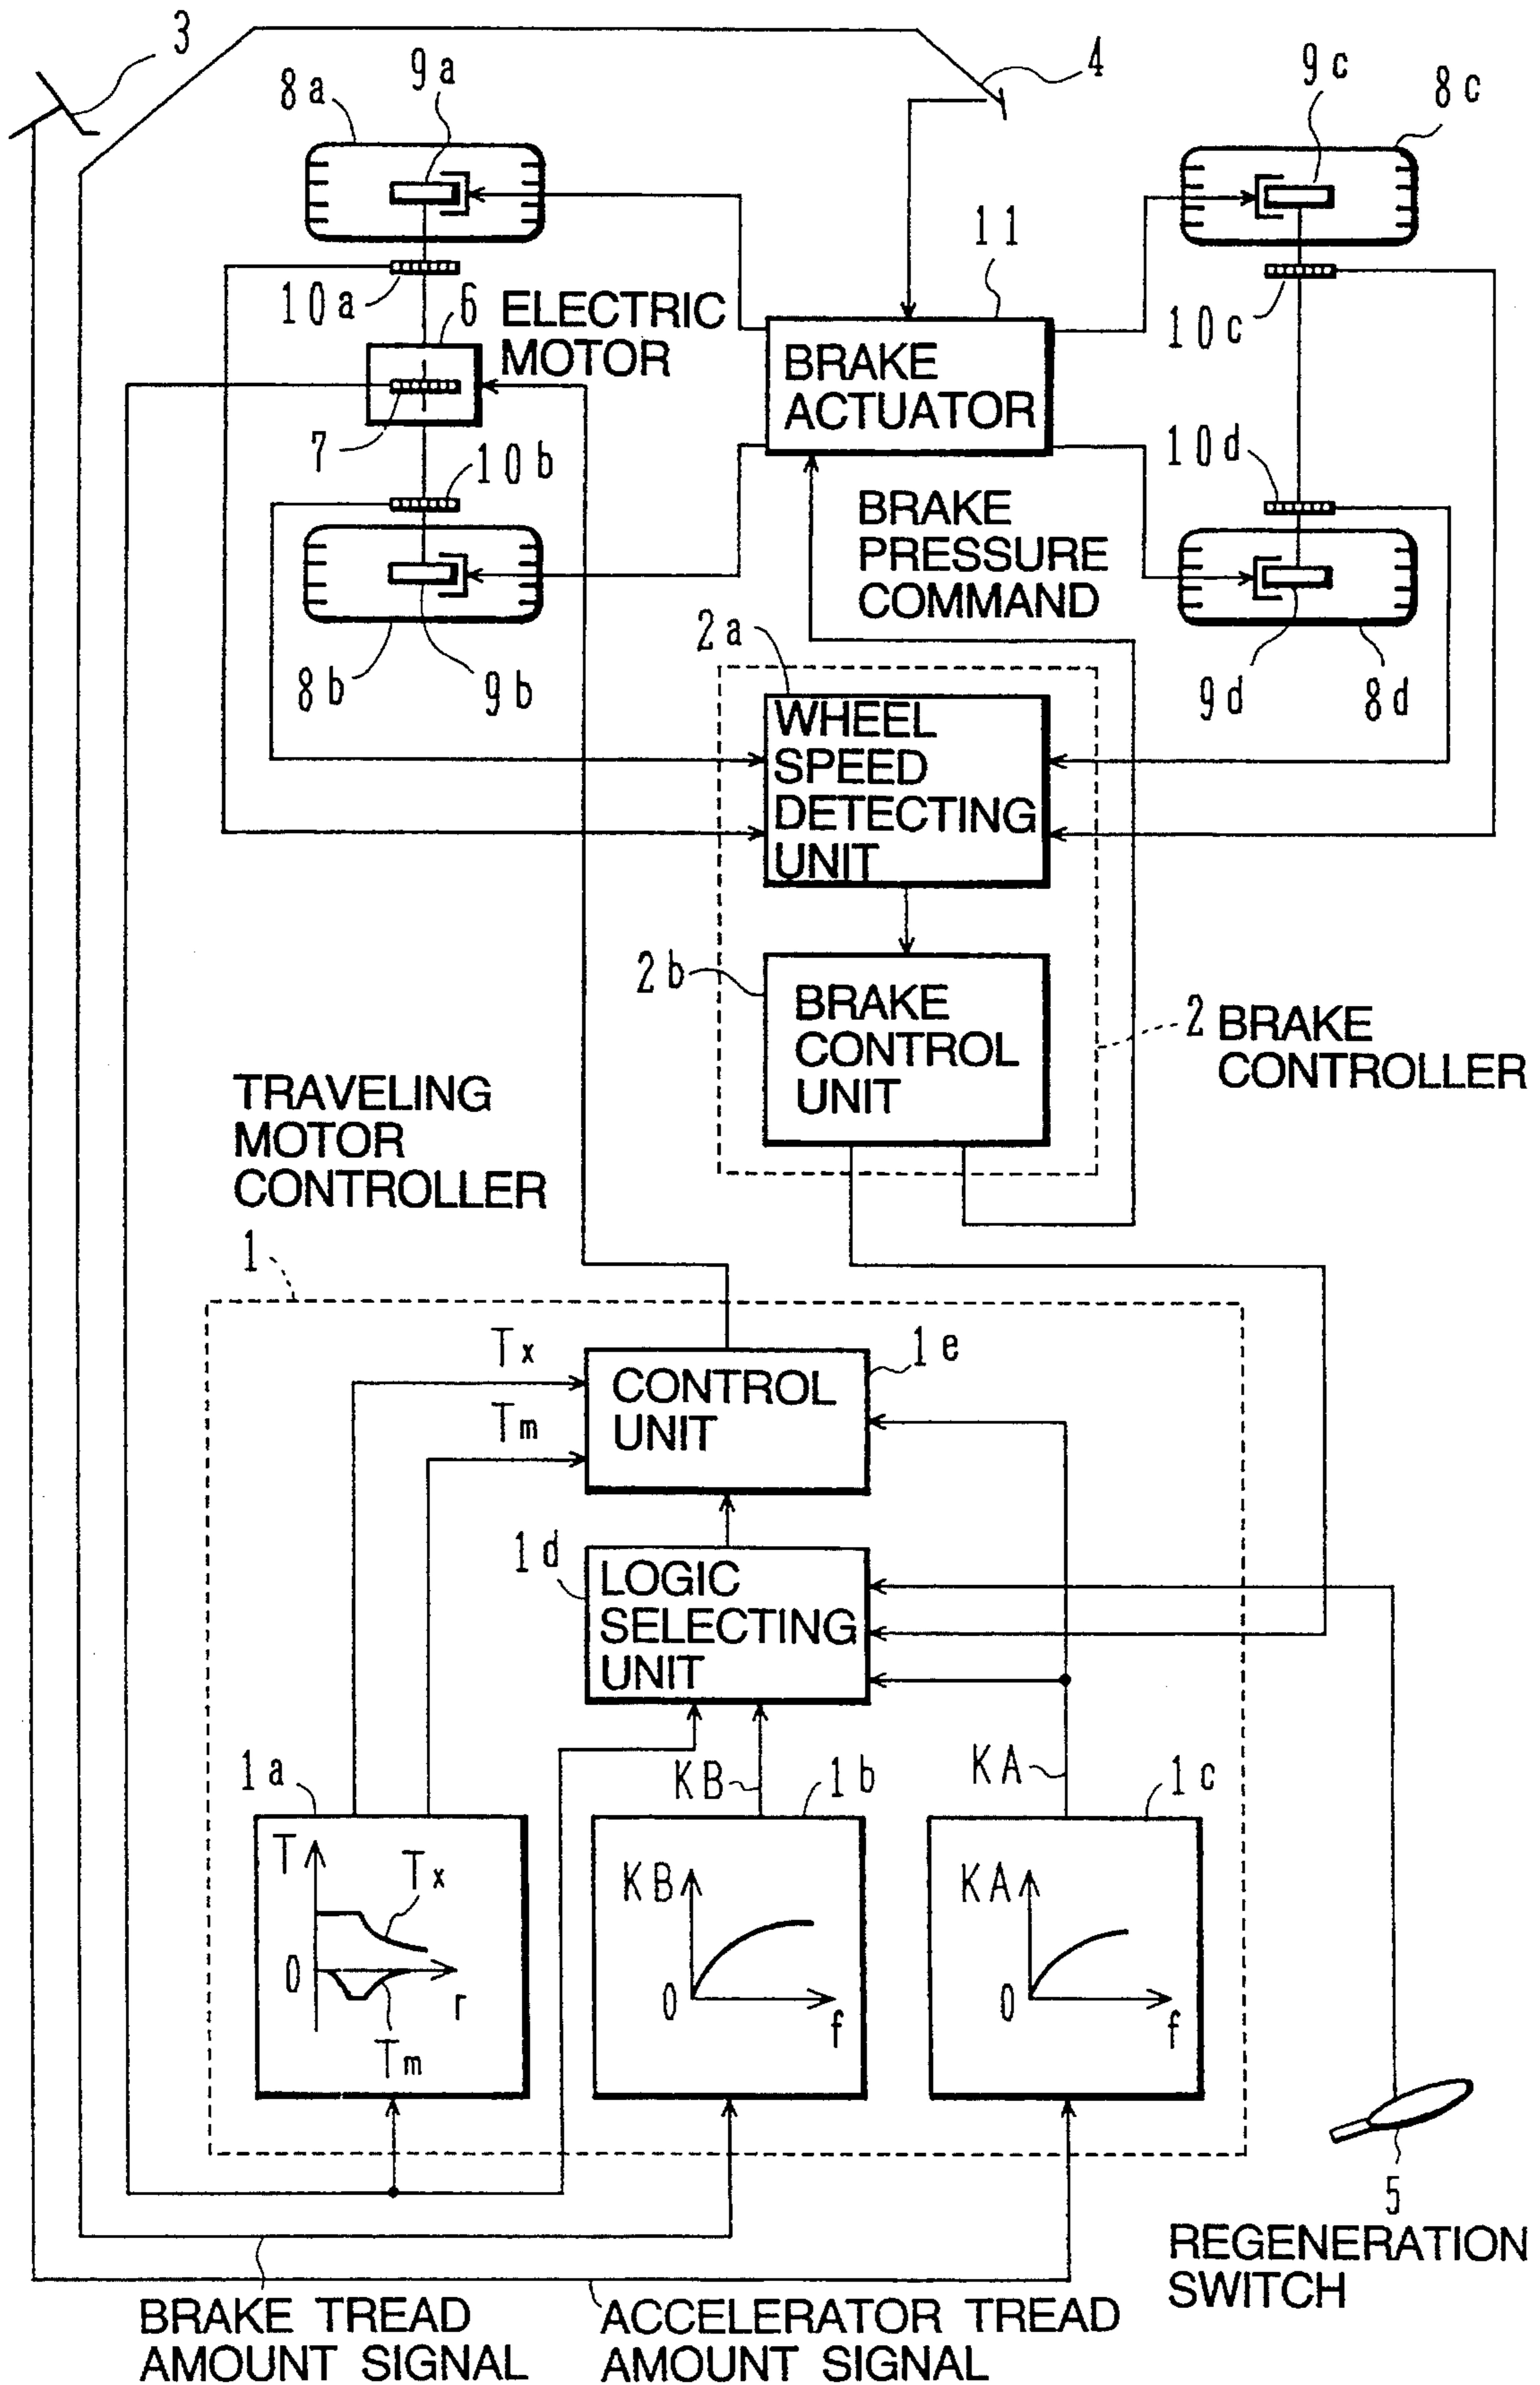 3
4
9a
8a
9c
8c
11
10a
6
ELECTRIC
MOTOR
10c
BRAKE
ACTUATOR
7
10b
10d
BRAKE
PRESSURE
COMMAND
2a
8b
9b
9d
8d
WHEEL
SPEED
DETECTING
UNIT
2b
BRAKE
CONTROL
UNIT
2 BRAKE
CONTROLLER
TRAVELING
MOTOR
CONTROLLER
1
Tx
1e
CONTROL
UNIT
Tm
1d
LOGIC
SELECTING
UNIT
1a
KB
1b
KA
1c
T
Tx
0
r
Tm
KB
0
f
KA
0
f
5
REGENERATION
SWITCH
BRAKE TREAD
AMOUNT SIGNAL
ACCELERATOR TREAD
AMOUNT SIGNAL